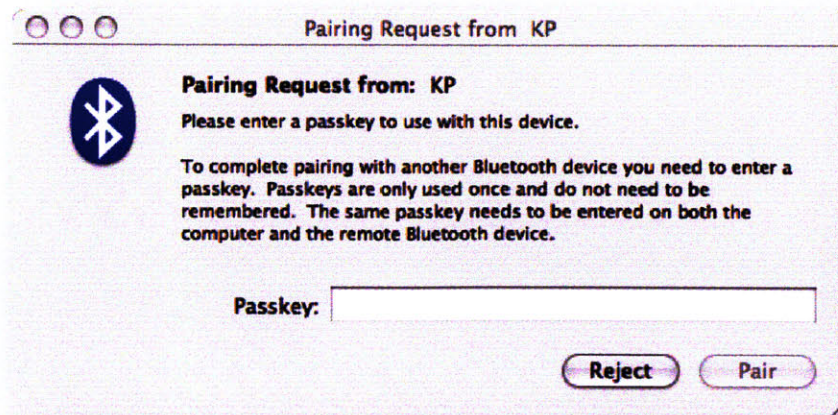 Pairing Request from KP
Pairing Request from: KP
Please enter a passkey to use with this device.
To complete pairing with another Bluetooth device you need to enter a
passkey. Passkeys are only used once and do not need to be
remembered. The same passkey needs to be entered on both the
computer and the remote Bluetooth device.
Passkey:
Reject
Pair